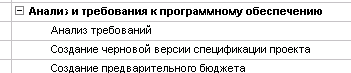 Анализ и требования к программному обеспечению
Анализ требований
Создание черновой версии спецификации проекта
Создание предварительного бюджета